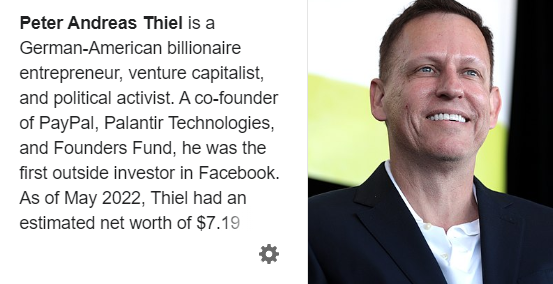 Peter Andreas Thiel is a
German-American billionaire
entrepreneur, venture capitalist,
and political activist. A co-founder
of PayPal, Palantir Technologies,
and Founders Fund, he was the
first outside investor in Facebook.
As of May 2022, Thiel had an
estimated net worth of $7.19